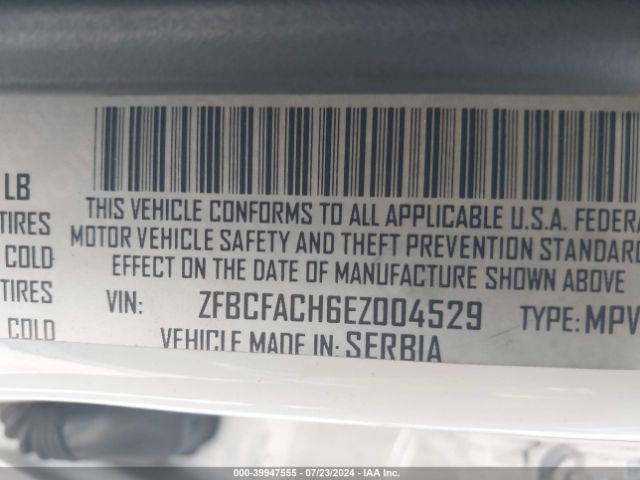 LB
TIRES
COLD
TIRES
COLD
THIS VEHICLE CONFORMS TO ALL APPLICABLE U.S.A. FEDERA
MOTOR VEHICLE SAFETY AND THEFT PREVENTION STANDARD
EFFECT ON THE DATE OF MANUFACTURE SHOWN ABOVE
VIN: ZFBCFACH6EZ004529 TYPE: MPV
VEHICLE MADE IN: SERBIA
000-39947555 - 07/23/2024 - IAA Inc.